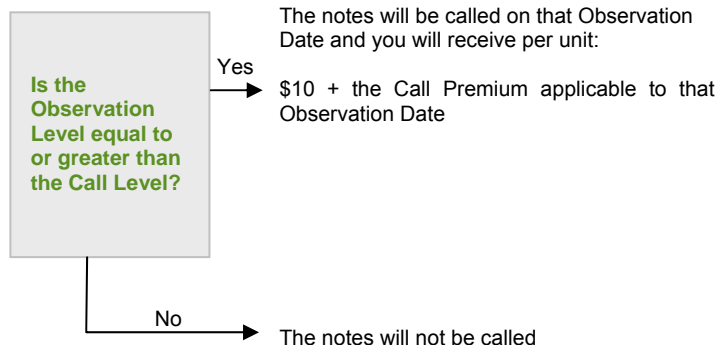 The notes will be called on that Observation
Date and you will receive per unit:
Yes
$10 + the Call Premium applicable to that
Observation Date
Is the
Observation
Level equal to
or greater than
the Call Level?
No
The notes will not be called